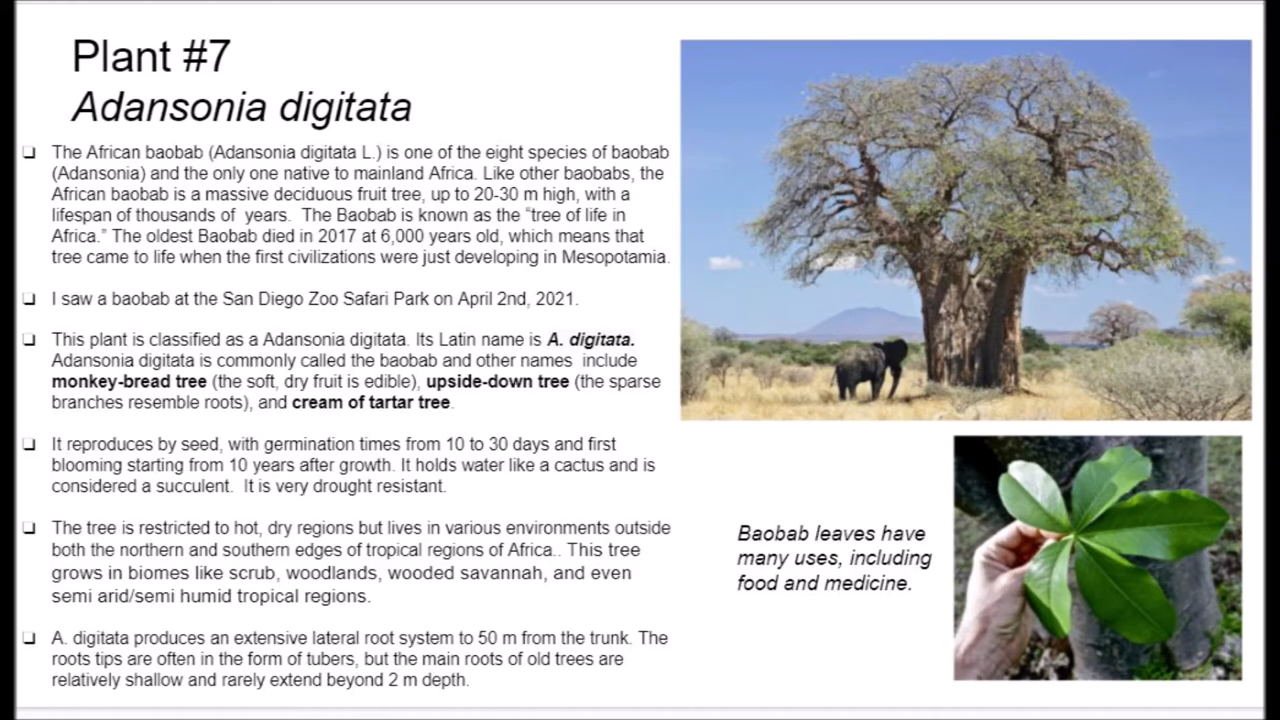 Plant #7
Adansonia digitata
❏ The African baobab (Adansonia digitata L.) is one of the eight species of baobab
(Adansonia) and the only one native to mainland Africa. Like other baobabs, the
African baobab is a massive deciduous fruit tree, up to 20-30 m high, with a
lifespan of thousands of years. The Baobab is known as the “tree of life in
Africa.” The oldest Baobab died in 2017 at 6,000 years old, which means that
tree came to life when the first civilizations were just developing in Mesopotamia.
❏ I saw a baobab at the San Diego Zoo Safari Park on April 2nd, 2021.
❏ This plant is classified as a Adansonia digitata. Its Latin name is A. digitata.
Adansonia digitata is commonly called the baobab and other names include
monkey-bread tree (the soft, dry fruit is edible), upside-down tree (the sparse
branches resemble roots), and cream of tartar tree.
❏ It reproduces by seed, with germination times from 10 to 30 days and first
blooming starting from 10 years after growth. It holds water like a cactus and is
considered a succulent. It is very drought resistant.
❏ The tree is restricted to hot, dry regions but lives in various environments outside
both the northern and southern edges of tropical regions of Africa.. This tree
grows in biomes like scrub, woodlands, wooded savannah, and even
semi arid/semi humid tropical regions.
❏ A. digitata produces an extensive lateral root system to 50 m from the trunk. The
roots tips are often in the form of tubers, but the main roots of old trees are
relatively shallow and rarely extend beyond 2 m depth.
Baobab leaves have
many uses, including
food and medicine.